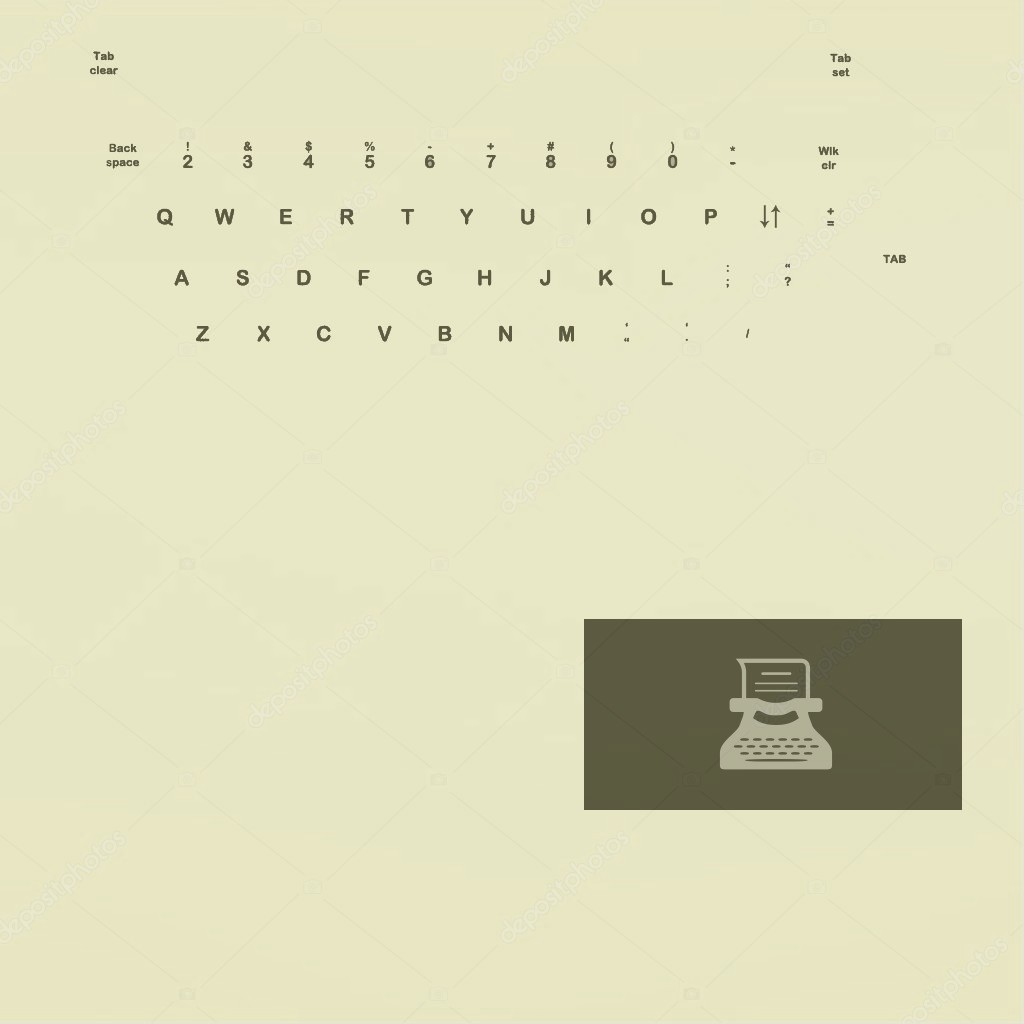 Tab clear
Tab set
Back space
! & $ % - + # ( ) *
2 3 4 5 6 7 8 9 0 -
Wlk clr
Q W E R T Y U I O P ↓↑ + =
TAB
A S D F G H J K L : ; “ ?
Z X C V B N M ' “ ' . /
depositphotos